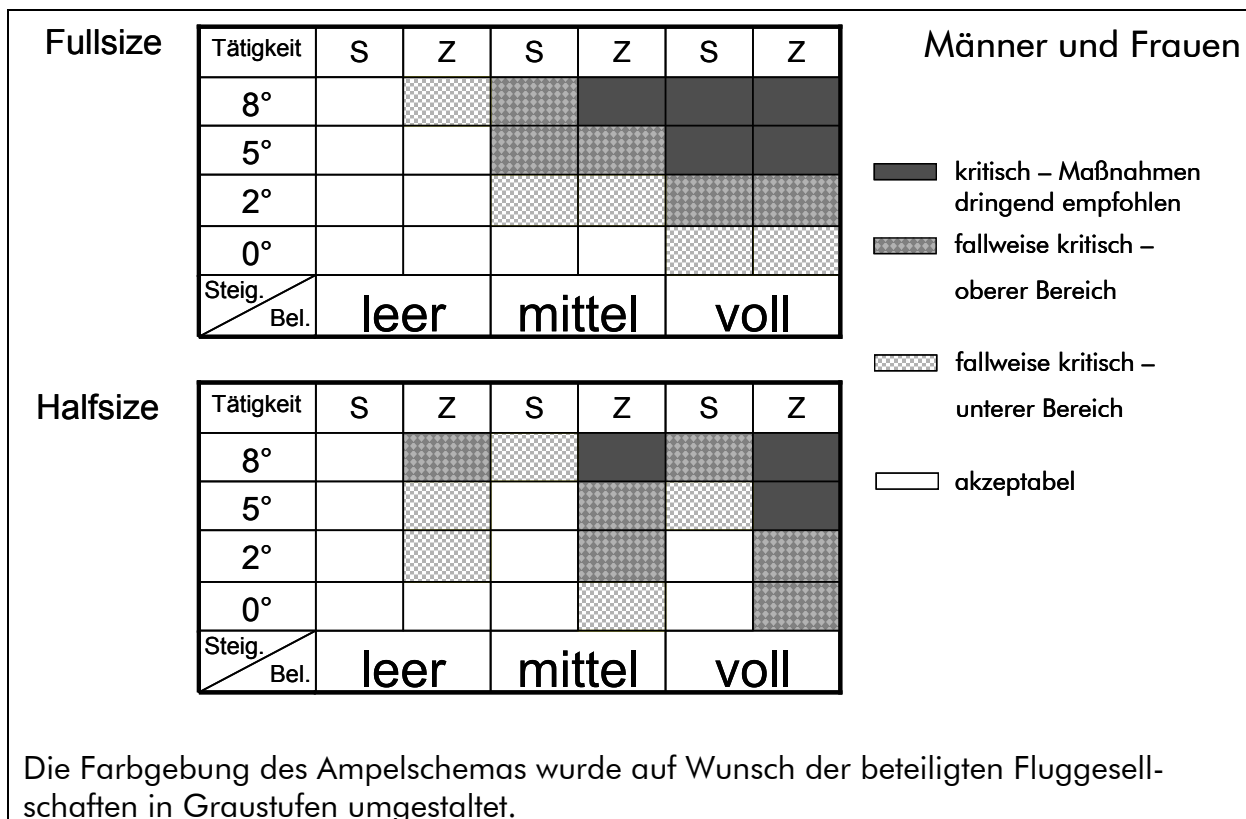 Fullsize
Männer und Frauen
Tätigkeit S Z S Z S Z
8°
5°
2°
0°
Steig. Bel. leer mittel voll
kritisch – Maßnahmen
dringend empfohlen
fallweise kritisch –
oberer Bereich
fallweise kritisch –
unterer Bereich
akzeptabel
Halfsize
Tätigkeit S Z S Z S Z
8°
5°
2°
0°
Steig. Bel. leer mittel voll
Die Farbgebung des Ampelschemas wurde auf Wunsch der beteiligten Fluggesell-
schaften in Graustufen umgestaltet.